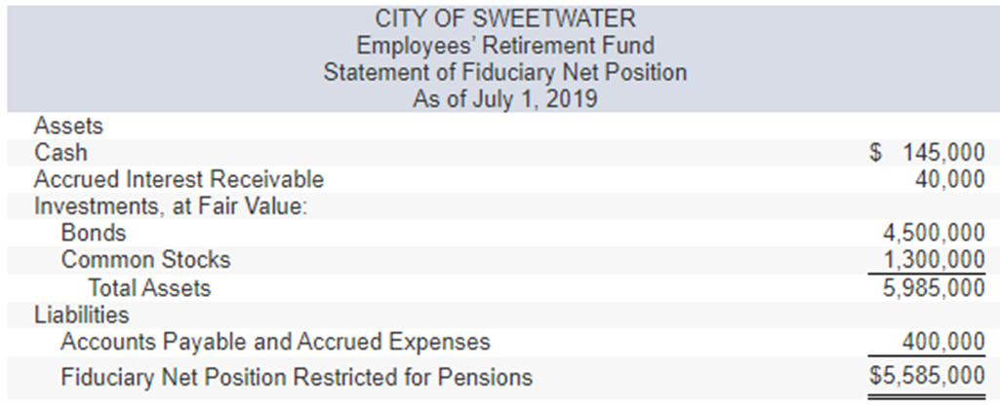 CITY OF SWEETWATER
Employees' Retirement Fund
Statement of Fiduciary Net Position
As of July 1, 2019
Assets
Cash $ 145,000
Accrued Interest Receivable 40,000
Investments, at Fair Value:
Bonds 4,500,000
Common Stocks 1,300,000
Total Assets 5,985,000
Liabilities
Accounts Payable and Accrued Expenses 400,000
Fiduciary Net Position Restricted for Pensions $5,585,000